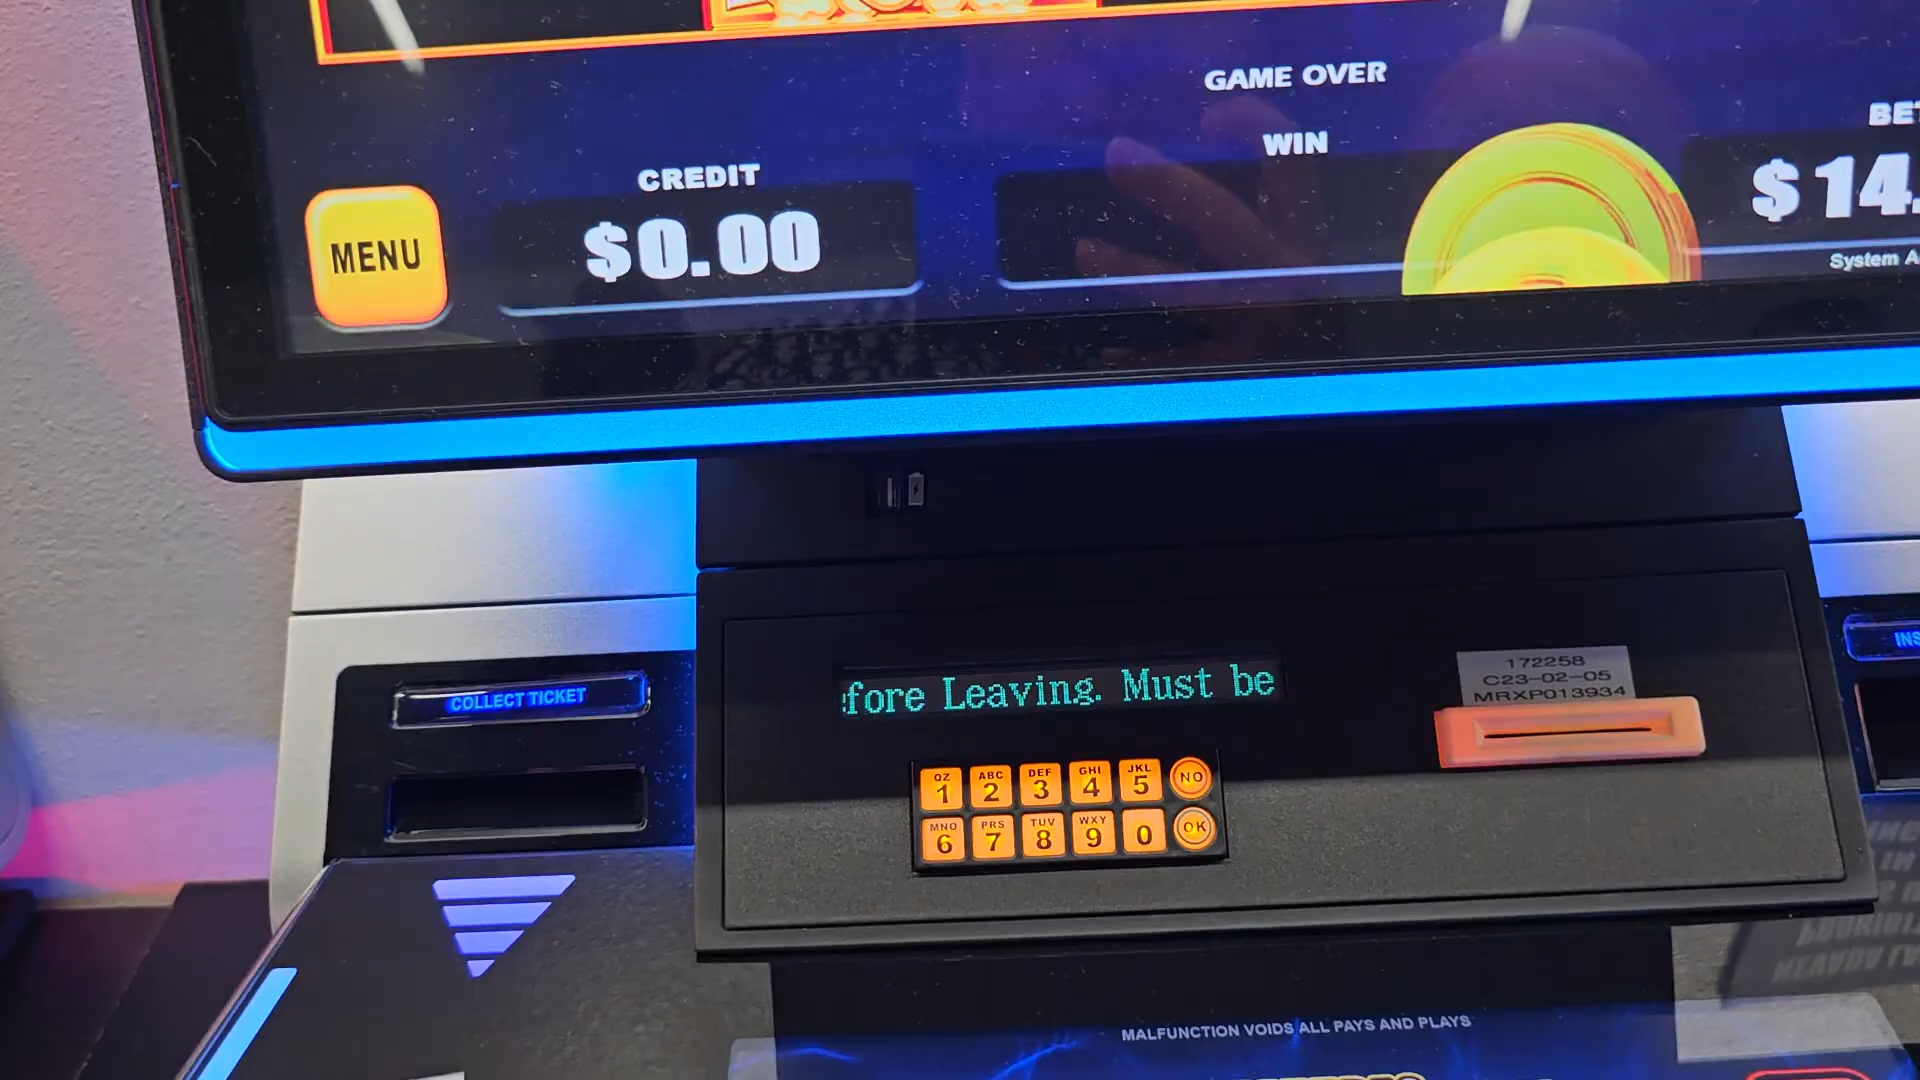 GAME OVER
WIN
BET
CREDIT
$0.00
$14.
MENU
System
COLLECT TICKET
fore Leaving. Must be
172258
C23-02-05
MRXP013934
QZ ABC DEF GHI JKL
1 2 3 4 5 NO
MNO PRS TUV WXY
6 7 8 9 0 OK
MALFUNCTION VOIDS ALL PAYS AND PLAYS